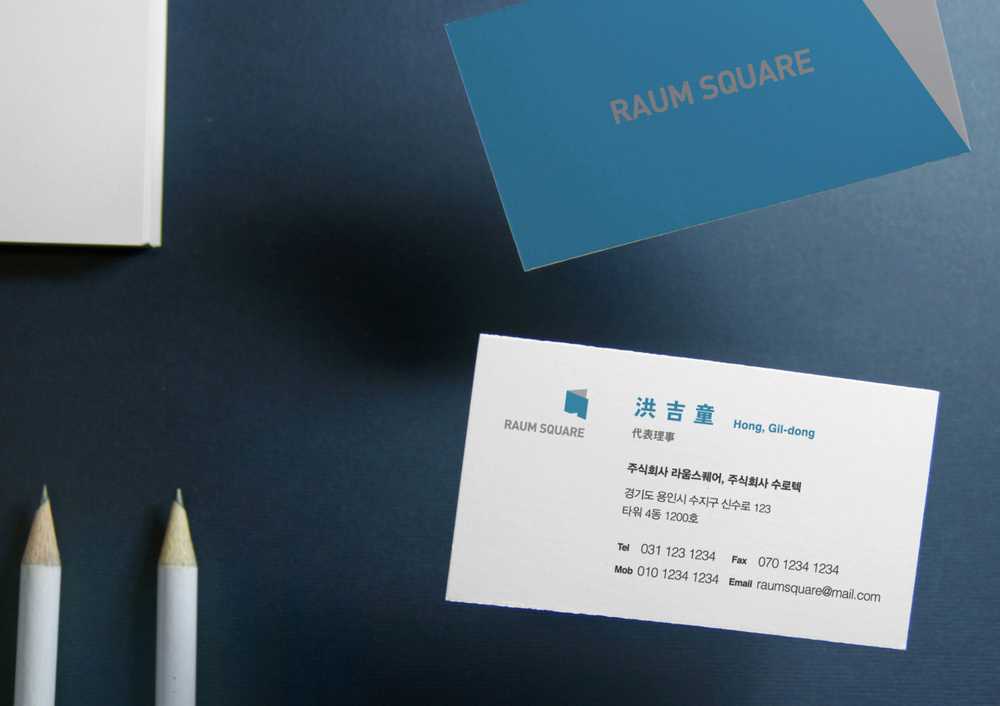 RAUM SQUARE
RAUM SQUARE
洪吉童 Hong, Gil-dong
代表理事
주식회사 라움스퀘어, 주식회사 수로텍
경기도 용인시 수지구 신수로 123
타워 4동 1200호
Tel 031 123 1234 Fax 070 1234 1234
Mob 010 1234 1234 Email raumsquare@mail.com